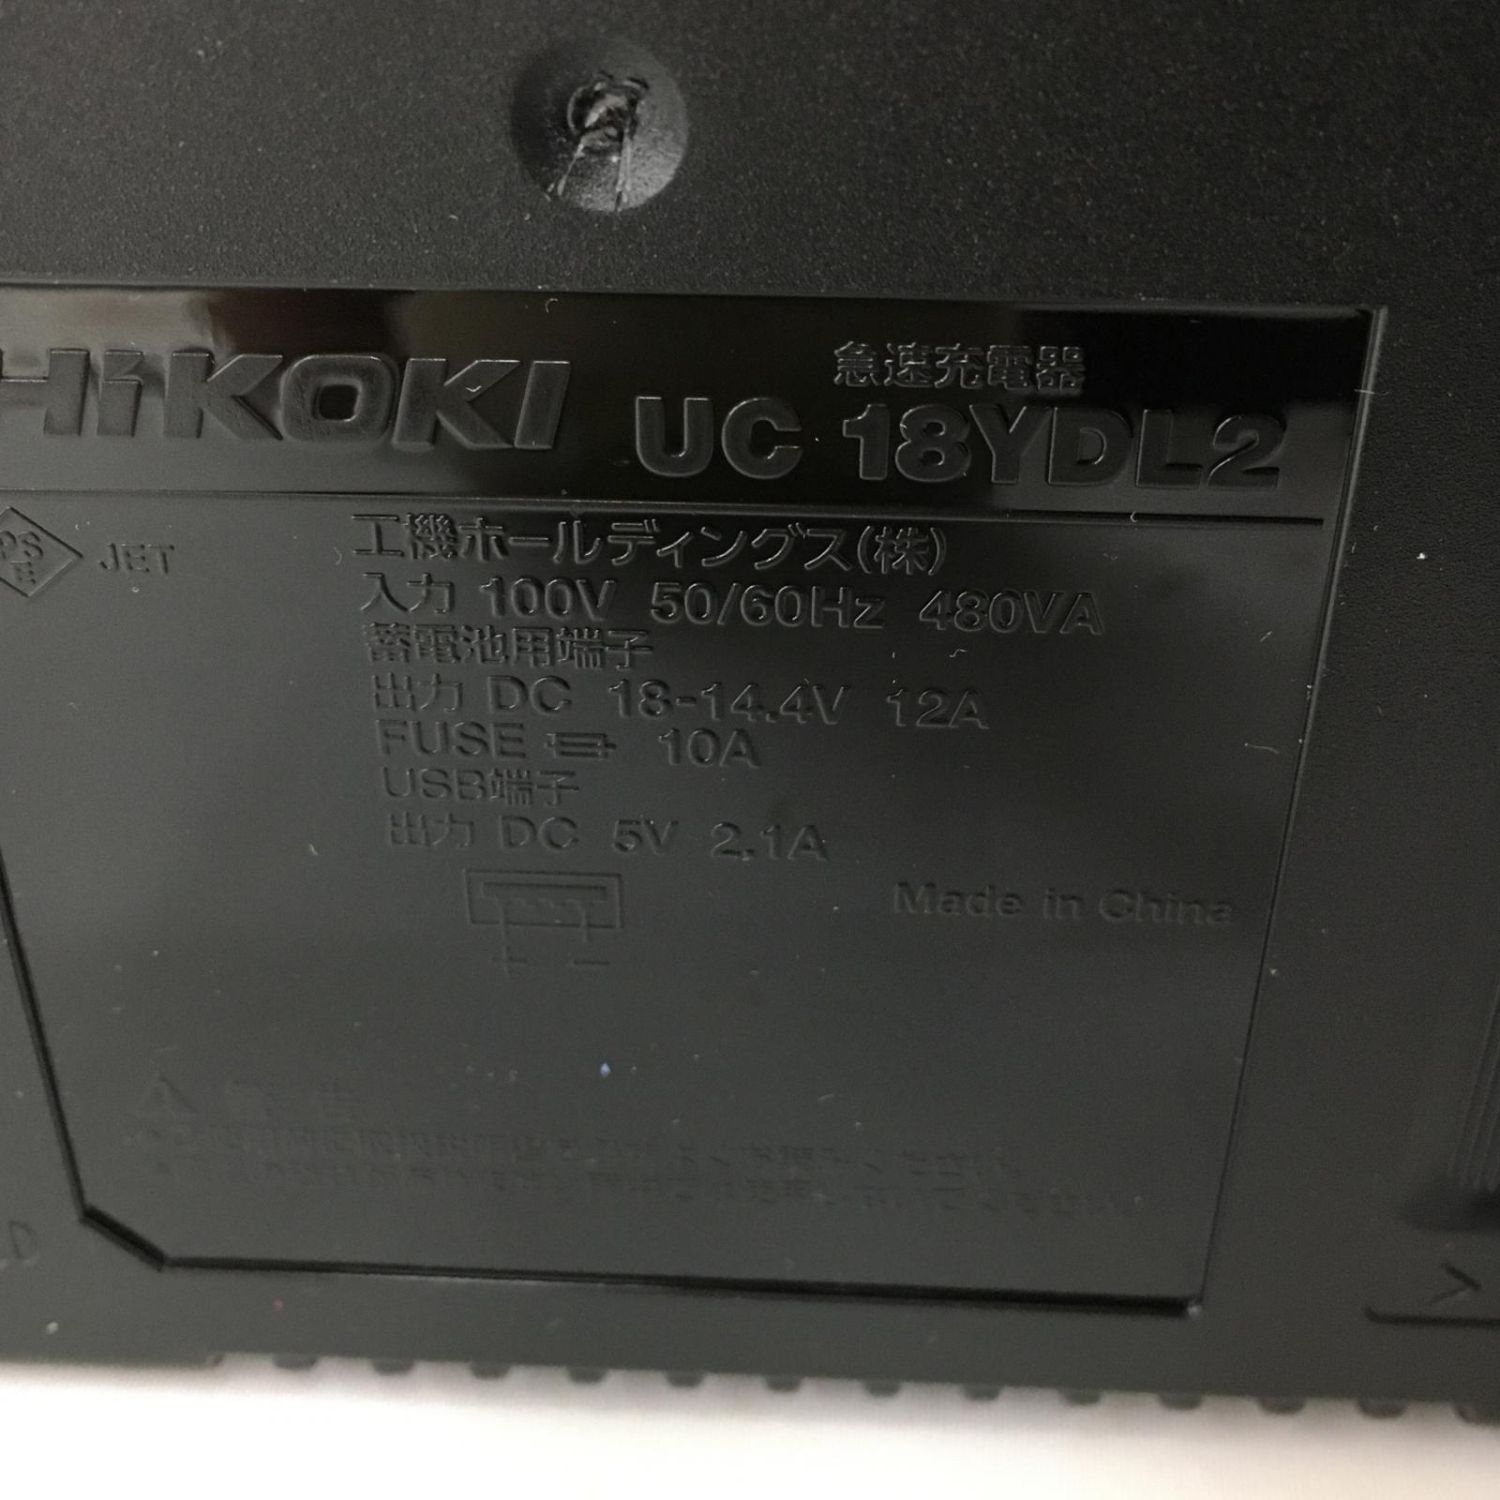 HiKOKI 急速充電器
UC 18YDL2
PS
E
JET
工機ホールディングス(株)
入力 100V 50/60Hz 480VA
蓄電池用端子
出力 DC 18-14.4V 12A
FUSE 10A
USB端子
出力 DC 5V 2.1A
+ −
Made in China
警告